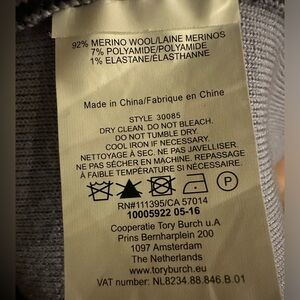 92% MERINO WOOL/LAINE MERINOS
7% POLYAMIDE/POLYAMIDE
1% ELASTANE/ÉLASTHANNE
Made in China/Fabrique en Chine
STYLE 30085
DRY CLEAN. DO NOT BLEACH.
DO NOT TUMBLE DRY.
COOL IRON IF NECESSARY.
NETTOYAGE À SEC. NE PAS JAVELLISER.
NE PAS SÉCHER EN MACHINE. REPASSAGE
À FAIBLE TEMPÉRATURE SI NÉCESSAIRE.
P
RN#111395/CA 57014
10005922 05-16
Cooperatie Tory Burch u.A
Prins Bernharplein 200
1097 Amsterdam
The Netherlands
www.toryburch.com
VAT number: NL8234.88.846.B.01